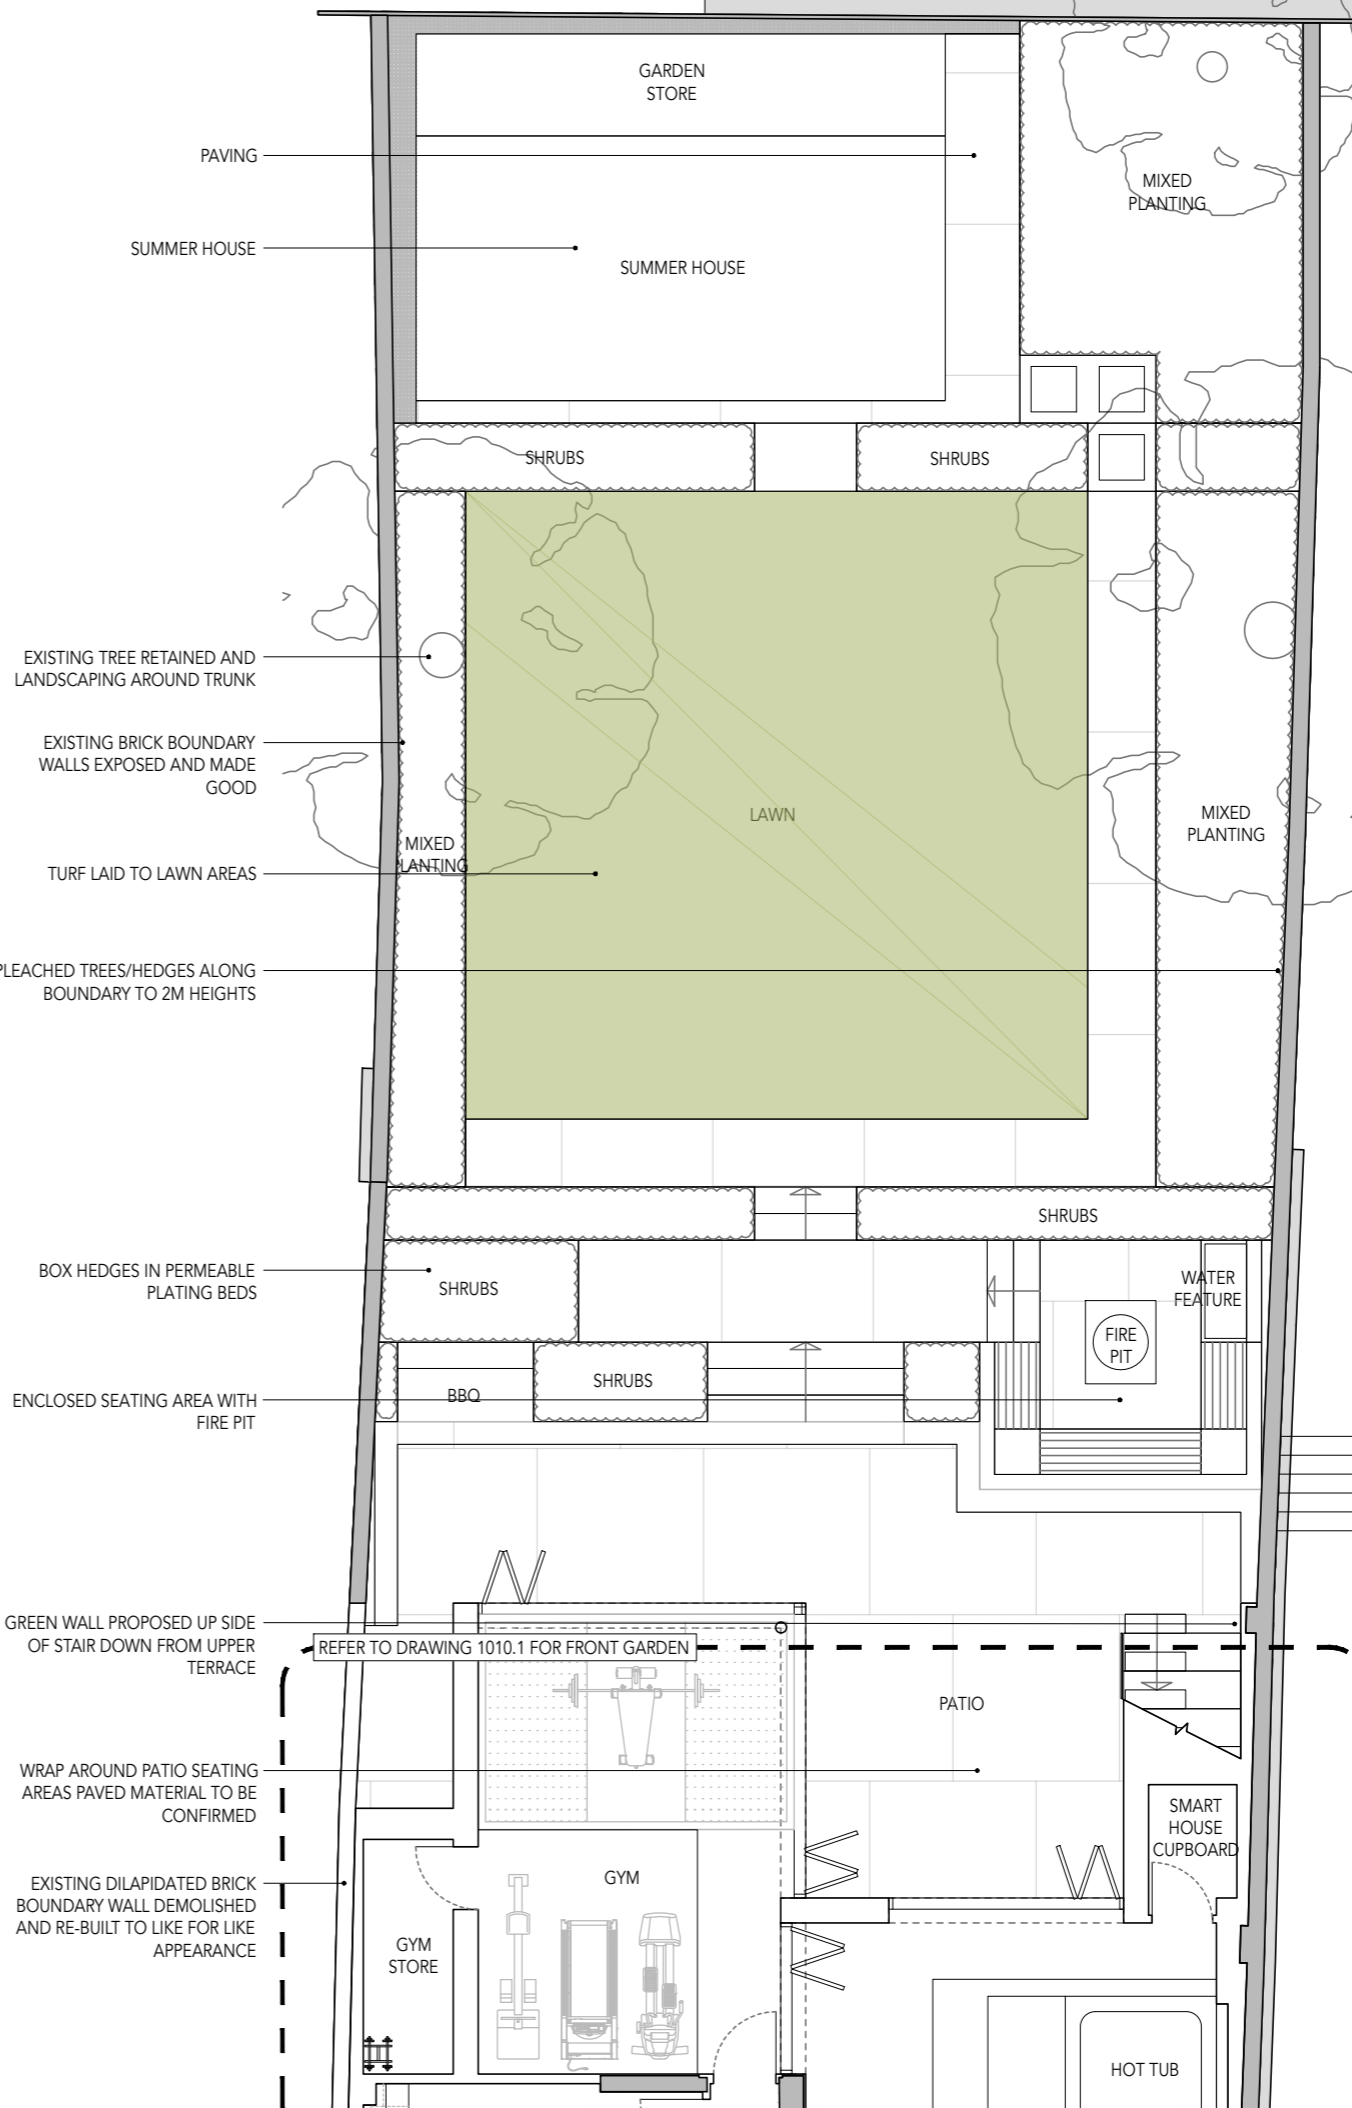 GARDEN
STORE
PAVING
MIXED
PLANTING
SUMMER HOUSE
SUMMER HOUSE
SHRUBS
SHRUBS
EXISTING TREE RETAINED AND
LANDSCAPING AROUND TRUNK
EXISTING BRICK BOUNDARY
WALLS EXPOSED AND MADE
GOOD
LAWN
MIXED
PLANTING
MIXED
PLANTING
TURF LAID TO LAWN AREAS
PLEACHED TREES/HEDGES ALONG
BOUNDARY TO 2M HEIGHTS
SHRUBS
BOX HEDGES IN PERMEABLE
PLATING BEDS
SHRUBS
WATER
FEATURE
FIRE
PIT
SHRUBS
BBQ
ENCLOSED SEATING AREA WITH
FIRE PIT
GREEN WALL PROPOSED UP SIDE
OF STAIR DOWN FROM UPPER
TERRACE
REFER TO DRAWING 1010.1 FOR FRONT GARDEN
PATIO
WRAP AROUND PATIO SEATING
AREAS PAVED MATERIAL TO BE
CONFIRMED
SMART
HOUSE
CUPBOARD
EXISTING DILAPIDATED BRICK
BOUNDARY WALL DEMOLISHED
AND RE-BUILT TO LIKE FOR LIKE
APPEARANCE
GYM
GYM
STORE
HOT TUB